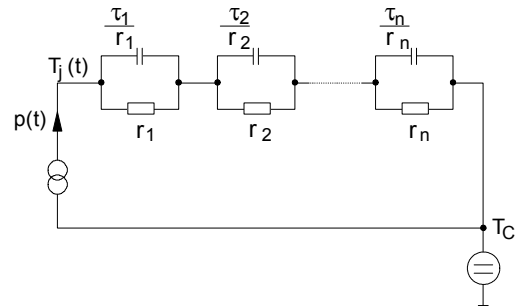 τ1/r1 τ2/r2 τn/rn
Tj(t)
r1 r2 rn
p(t)
TC